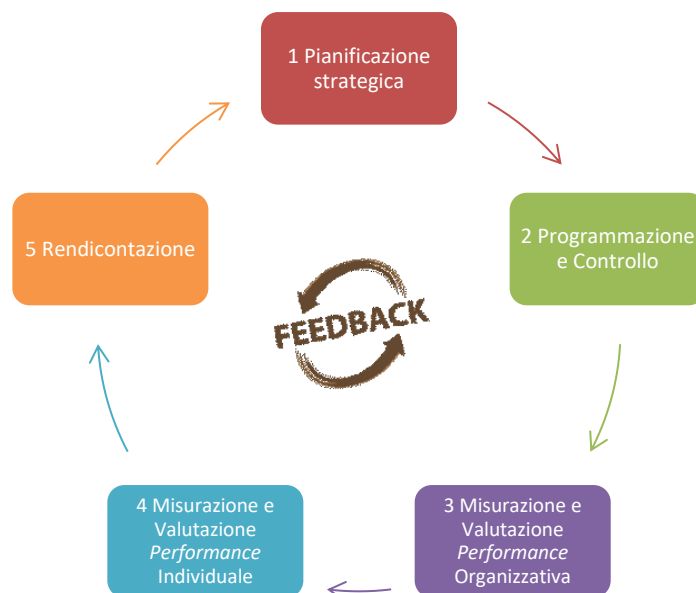 1 Pianificazione
strategica
2 Programmazione
e Controllo
3 Misurazione e
Valutazione
Performance
Organizzativa
4 Misurazione e
Valutazione
Performance
Individuale
5 Rendicontazione
FEEDBACK